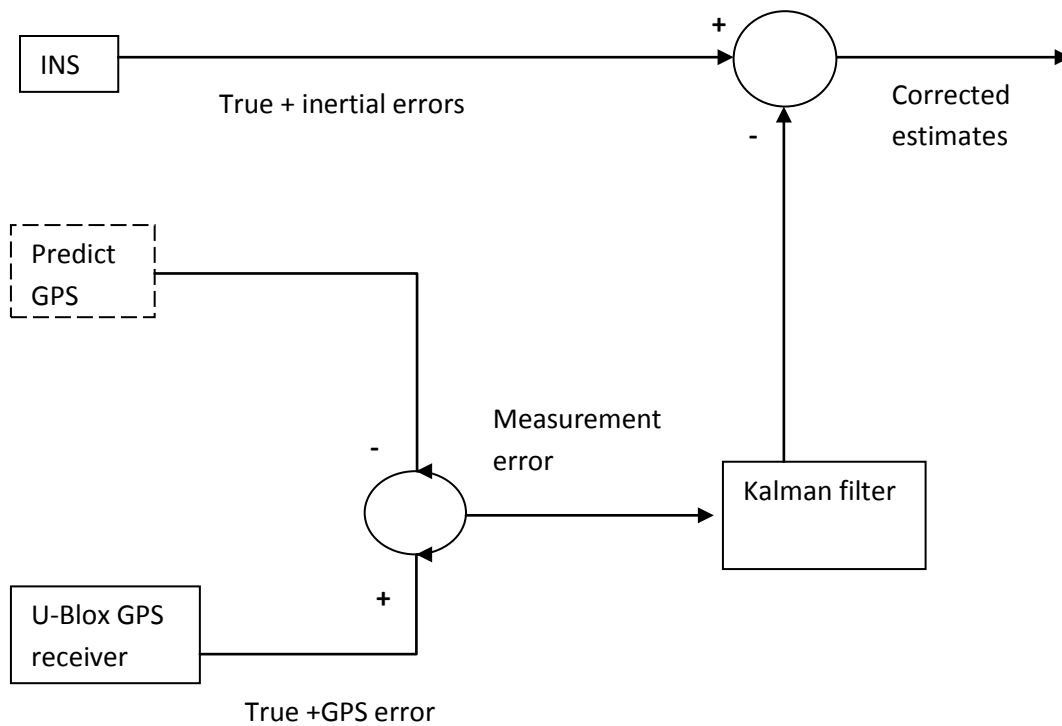 +
INS
True + inertial errors
Corrected
estimates
-
Predict
GPS
Measurement
error
-
Kalman filter
+
U-Blox GPS
receiver
True +GPS error